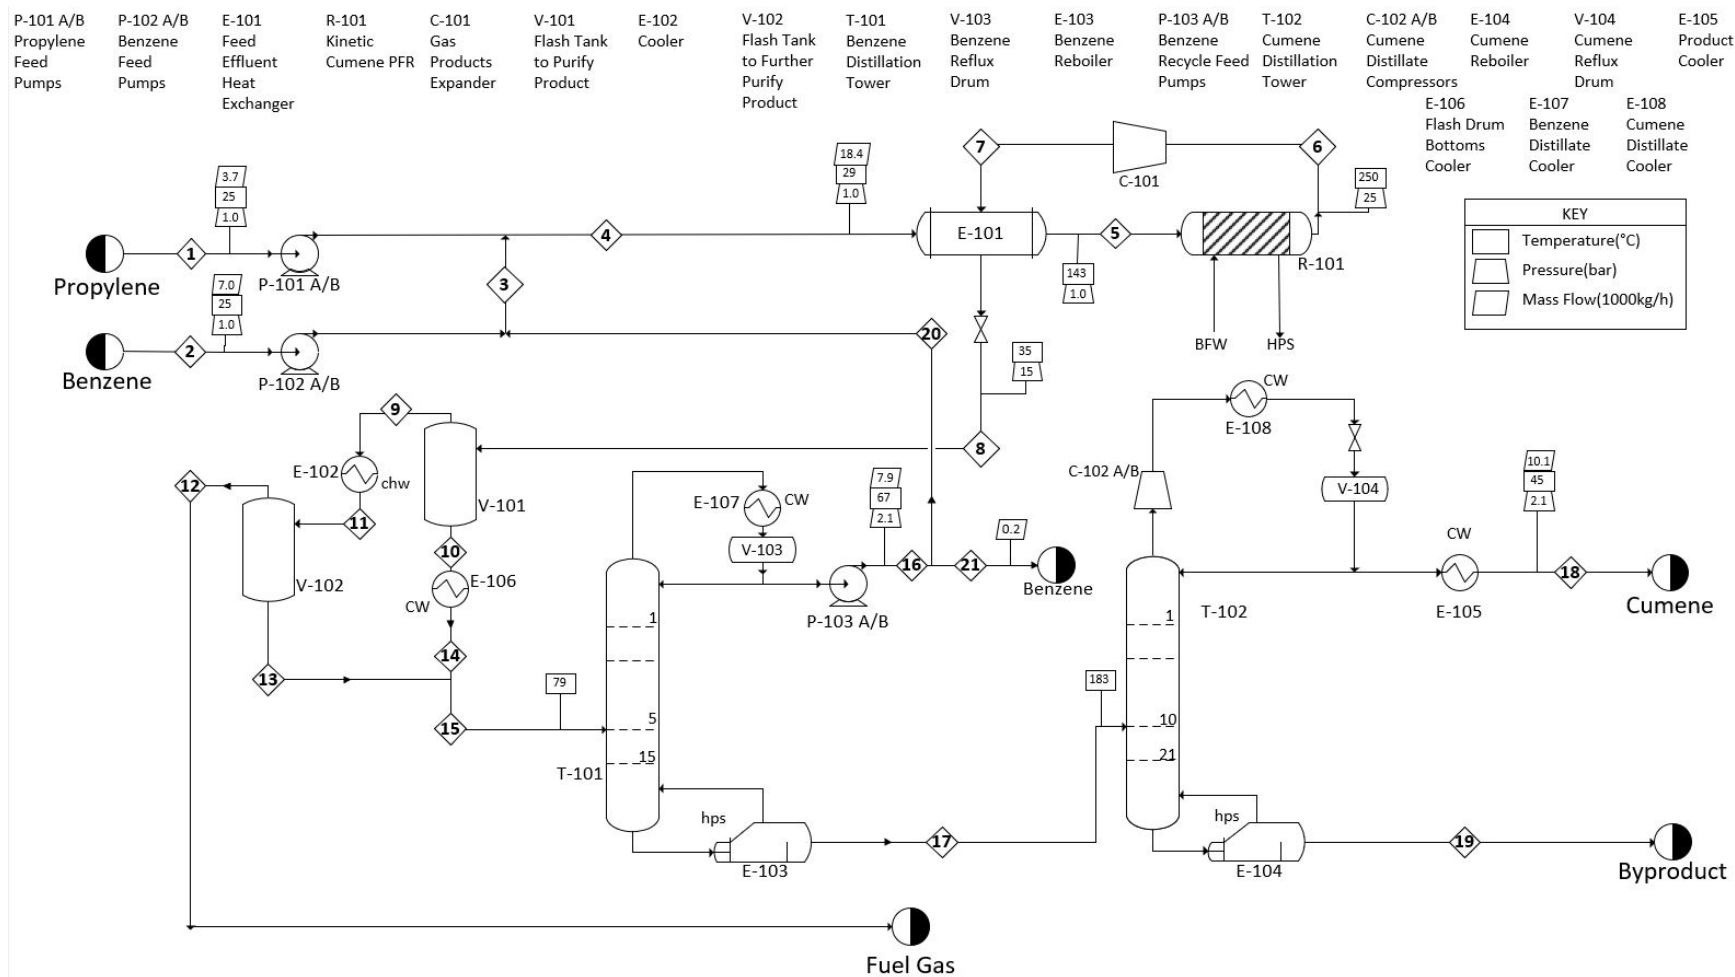 P-101 A/B
Propylene
Feed
Pumps
P-102 A/B
Benzene
Feed
Pumps
E-101
Feed
Effluent
Heat
Exchanger
R-101
Kinetic
Cumene PFR
C-101
Gas
Products
Expander
V-101
Flash Tank
to Purify
Product
E-102
Cooler
V-102
Flash Tank
to Further
Purify
Product
T-101
Benzene
Distillation
Tower
V-103
Benzene
Reflux
Drum
E-103
Benzene
Reboiler
P-103 A/B
Benzene
Recycle Feed
Pumps
T-102
Cumene
Distillation
Tower
C-102 A/B
Cumene
Distillate
Compressors
E-104
Cumene
Reboiler
V-104
Cumene
Reflux
Drum
E-105
Product
Cooler
E-106
Flash Drum
Bottoms
Cooler
E-107
Benzene
Distillate
Cooler
E-108
Cumene
Distillate
Cooler
KEY
Temperature(°C)
Pressure(bar)
Mass Flow(1000kg/h)
3.7
25
1.0
1
Propylene
P-101 A/B
7.0
25
1.0
2
Benzene
P-102 A/B
3
4
18.4
29
1.0
7
C-101
6
250
25
E-101
5
143
1.0
R-101
BFW
HPS
20
35
15
8
9
E-102
chw
11
V-101
12
V-102
10
E-106
CW
14
13
15
79
E-107
CW
V-103
7.9
67
2.1
16
21
0.2
Benzene
P-103 A/B
1
5
15
T-101
hps
E-103
17
CW
E-108
C-102 A/B
V-104
10.1
45
2.1
CW
18
E-105
Cumene
T-102
1
183
10
21
hps
E-104
19
Byproduct
Fuel Gas